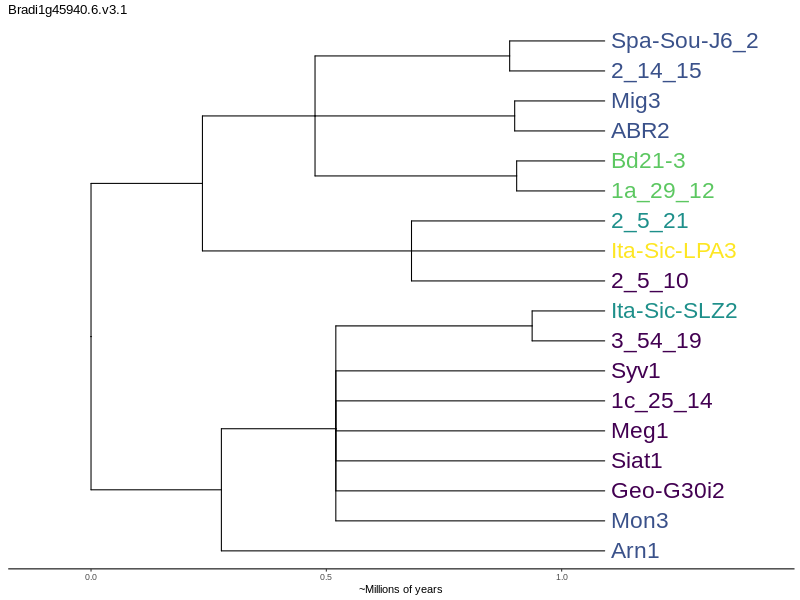 Bradi1g45940.6.v3.1
Spa-Sou-J6_2
2_14_15
Mig3
ABR2
Bd21-3
1a_29_12
2_5_21
Ita-Sic-LPA3
2_5_10
Ita-Sic-SLZ2
3_54_19
Syv1
1c_25_14
Meg1
Siat1
Geo-G30i2
Mon3
Arn1
0.0 0.5 1.0
~Millions of years